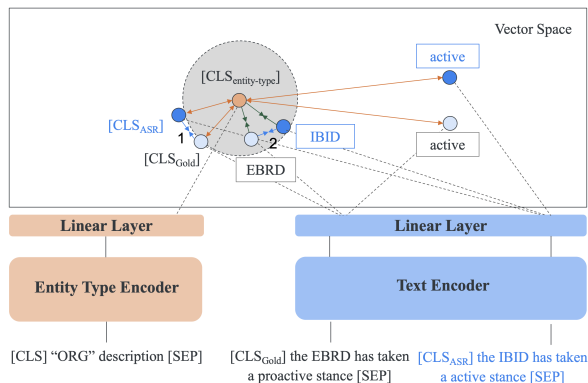 Vector Space
[CLSentity-type]
active
[CLSASR]
1
2
IBID
[CLSGold]
EBRD
active
Linear Layer
Linear Layer
Entity Type Encoder
Text Encoder
[CLS] “ORG” description [SEP]
[CLSGold] the EBRD has taken
a proactive stance [SEP]
[CLSASR] the IBID has taken
a active stance [SEP]